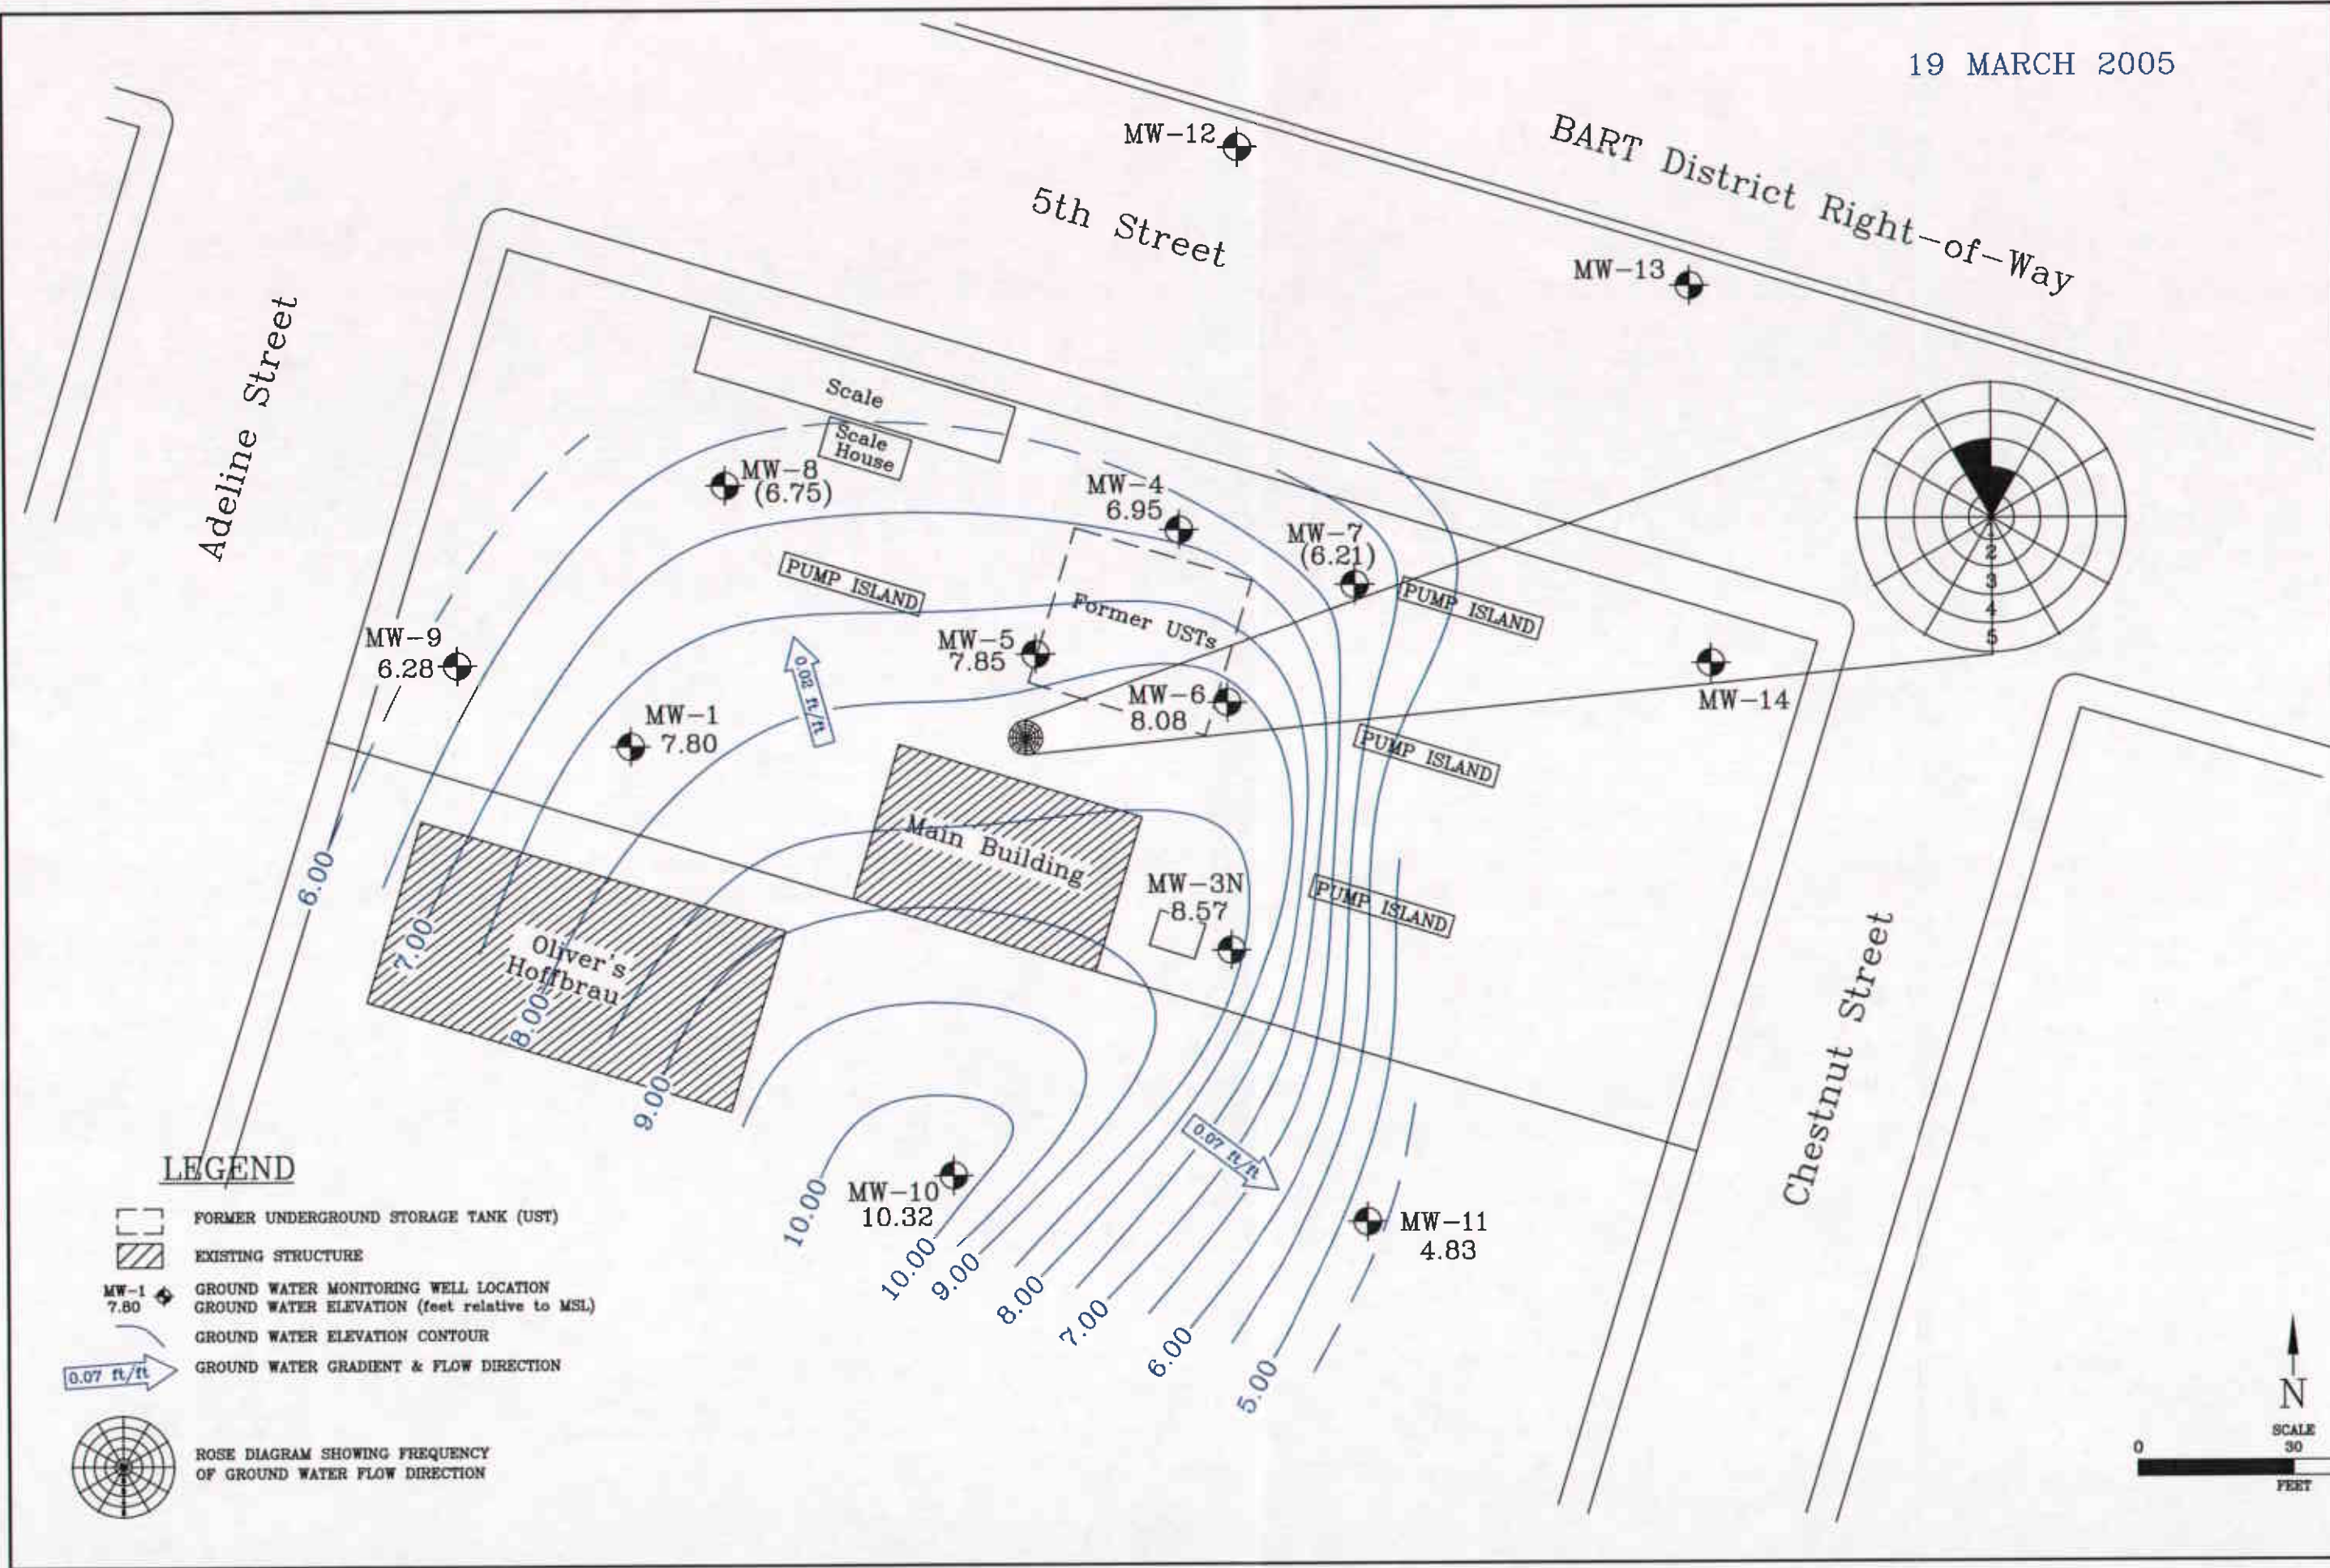 19 MARCH 2005
MW-12
BART District Right-of-Way
5th Street
MW-13
Adeline Street
Scale
Scale
House
MW-8
(6.75)
MW-4
6.95
MW-7
(6.21)
2
3
4
5
PUMP ISLAND
PUMP ISLAND
Former USTs
MW-9
6.28
MW-5
7.85
0.02 ft/ft
MW-6
8.08
MW-14
MW-1
7.80
PUMP ISLAND
Main Building
6.00
MW-3N
8.57
PUMP ISLAND
7.00
Oliver's
Hoffbrau
8.00
9.00
Chestnut Street
0.07 ft/ft
10.00
MW-10
10.32
MW-11
4.83
10.00
9.00
8.00
7.00
6.00
5.00
LEGEND
FORMER UNDERGROUND STORAGE TANK (UST)
EXISTING STRUCTURE
MW-1
7.80
GROUND WATER MONITORING WELL LOCATION
GROUND WATER ELEVATION (feet relative to MSL)
GROUND WATER ELEVATION CONTOUR
0.07 ft/ft
GROUND WATER GRADIENT & FLOW DIRECTION
ROSE DIAGRAM SHOWING FREQUENCY
OF GROUND WATER FLOW DIRECTION
N
SCALE
0 30
FEET